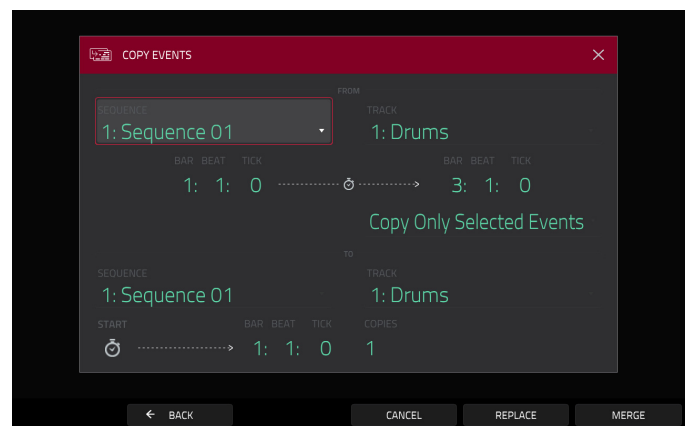 COPY EVENTS
FROM
SEQUENCE TRACK
1: Sequence 01 1: Drums
BAR BEAT TICK BAR BEAT TICK
1: 1: 0 3: 1: 0
Copy Only Selected Events
TO
SEQUENCE TRACK
1: Sequence 01 1: Drums
START BAR BEAT TICK COPIES
1: 1: 0 1
BACK CANCEL REPLACE MERGE